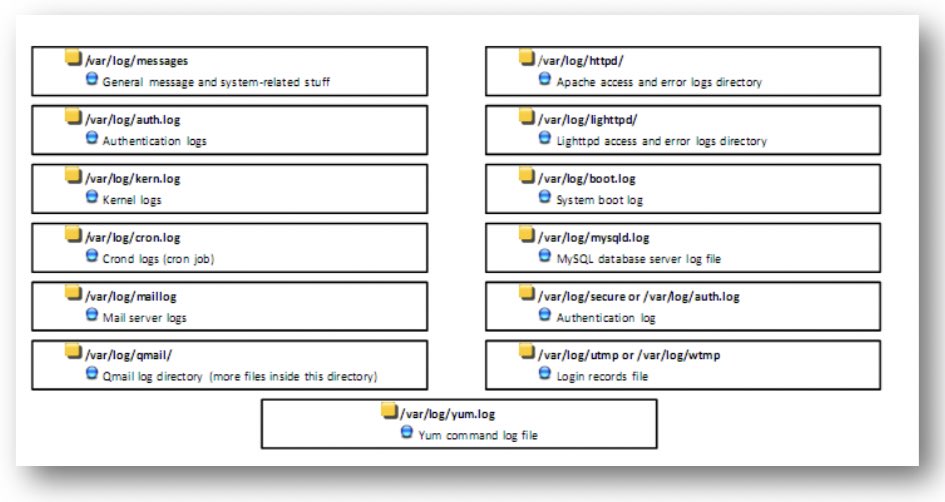 /var/log/messages
General message and system-related stuff
/var/log/auth.log
Authentication logs
/var/log/kern.log
Kernel logs
/var/log/cron.log
Crond logs (cron job)
/var/log/maillog
Mail server logs
/var/log/qmail/
Qmail log directory (more files inside this directory)
/var/log/httpd/
Apache access and error logs directory
/var/log/lighttpd/
Lighttpd access and error logs directory
/var/log/boot.log
System boot log
/var/log/mysqld.log
MySQL database server log file
/var/log/secure or /var/log/auth.log
Authentication log
/var/log/utmp or /var/log/wtmp
Login records file
/var/log/yum.log
Yum command log file